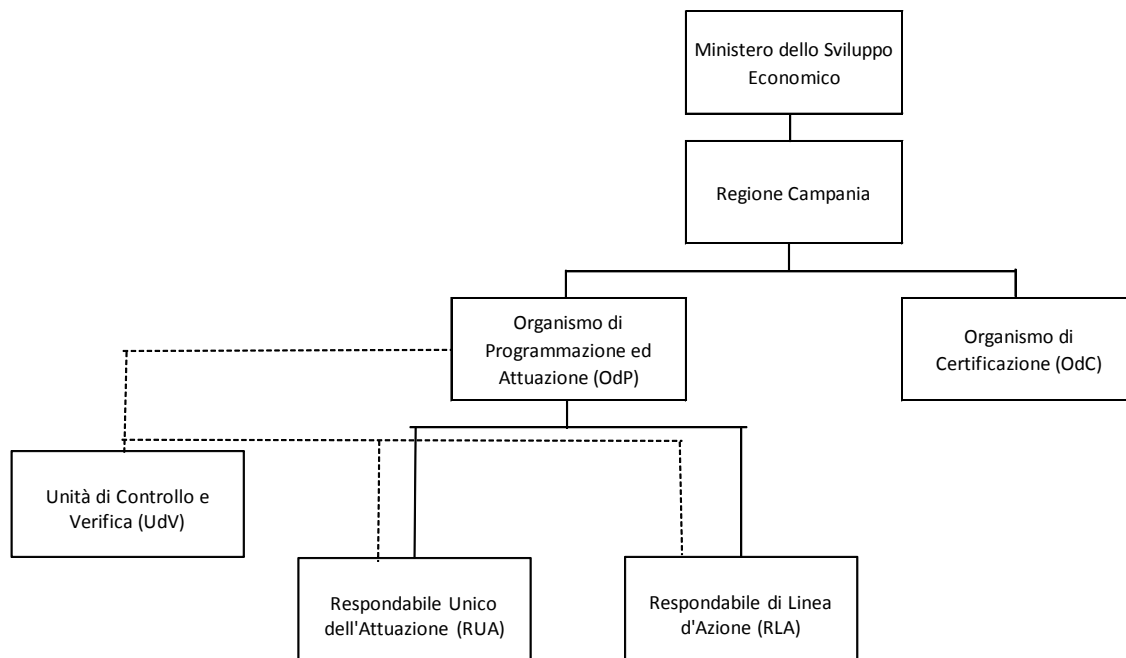 Ministero dello Sviluppo
Economico
Regione Campania
Organismo di
Programmazione ed
Attuazione (OdP)
Organismo di
Certificazione (OdC)
Unità di Controllo e
Verifica (UdV)
Respondabile Unico
dell'Attuazione (RUA)
Respondabile di Linea
d'Azione (RLA)